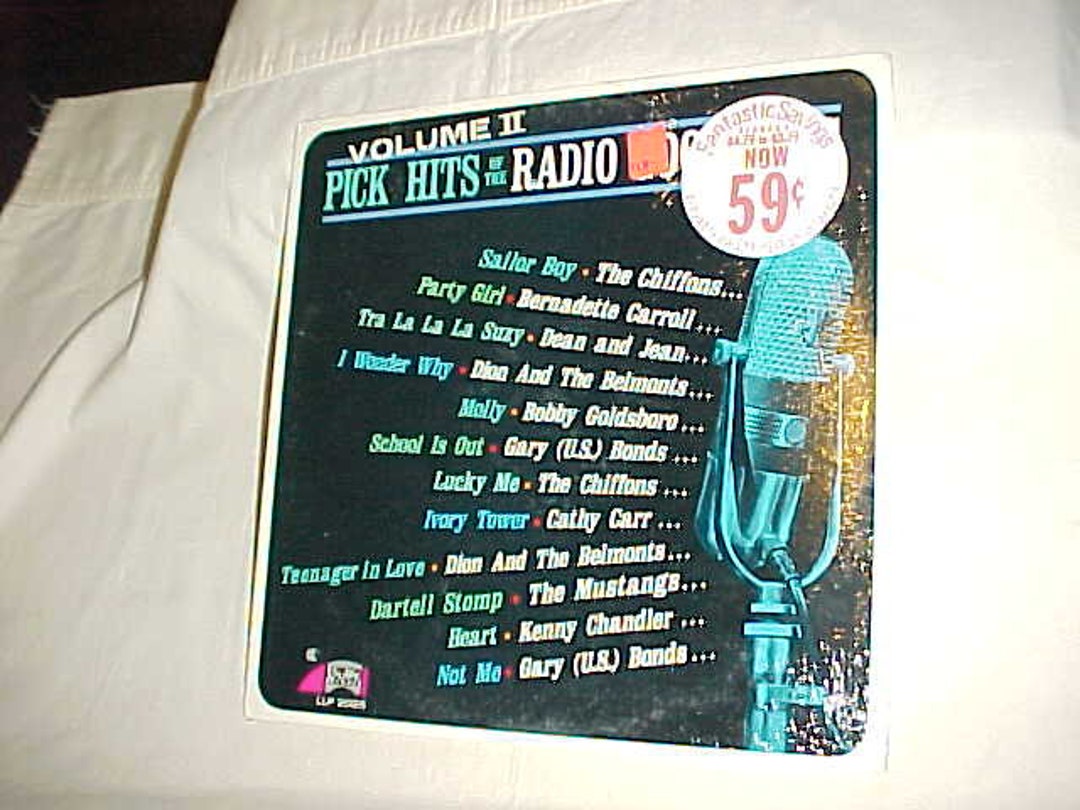 VOLUME II
PICK HITS OF THE RADIO
Fantastic Savings
NOW
59¢
Sailor Boy • The Chiffons...
Party Girl • Bernadette Carroll...
Tra La La La Suzy • Dean and Jean...
I Wonder Why • Dion And The Belmonts...
Molly • Bobby Goldsboro...
School Is Out • Gary (U.S.) Bonds...
Lucky Me • The Chiffons...
Ivory Tower • Cathy Carr...
Teenager In Love • Dion And The Belmonts...
Dartell Stomp • The Mustangs...
Heart • Kenny Chandler...
Not Me • Gary (U.S.) Bonds...